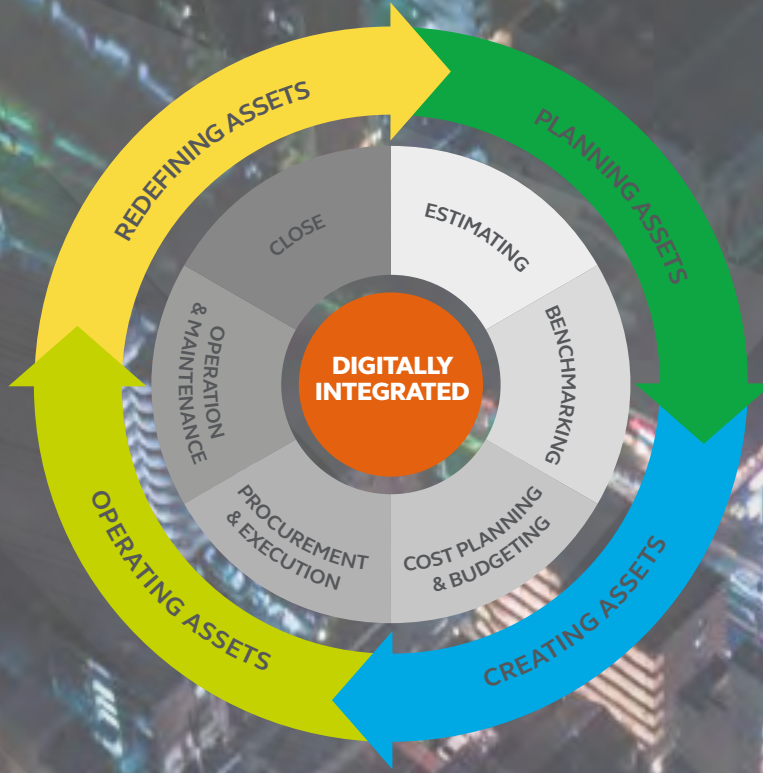 REDEFINING ASSETS
PLANNING ASSETS
CREATING ASSETS
OPERATING ASSETS
ESTIMATING
BENCHMARKING
COST PLANNING
& BUDGETING
PROCUREMENT
& EXECUTION
OPERATION
& MAINTENANCE
CLOSE
DIGITALLY
INTEGRATED